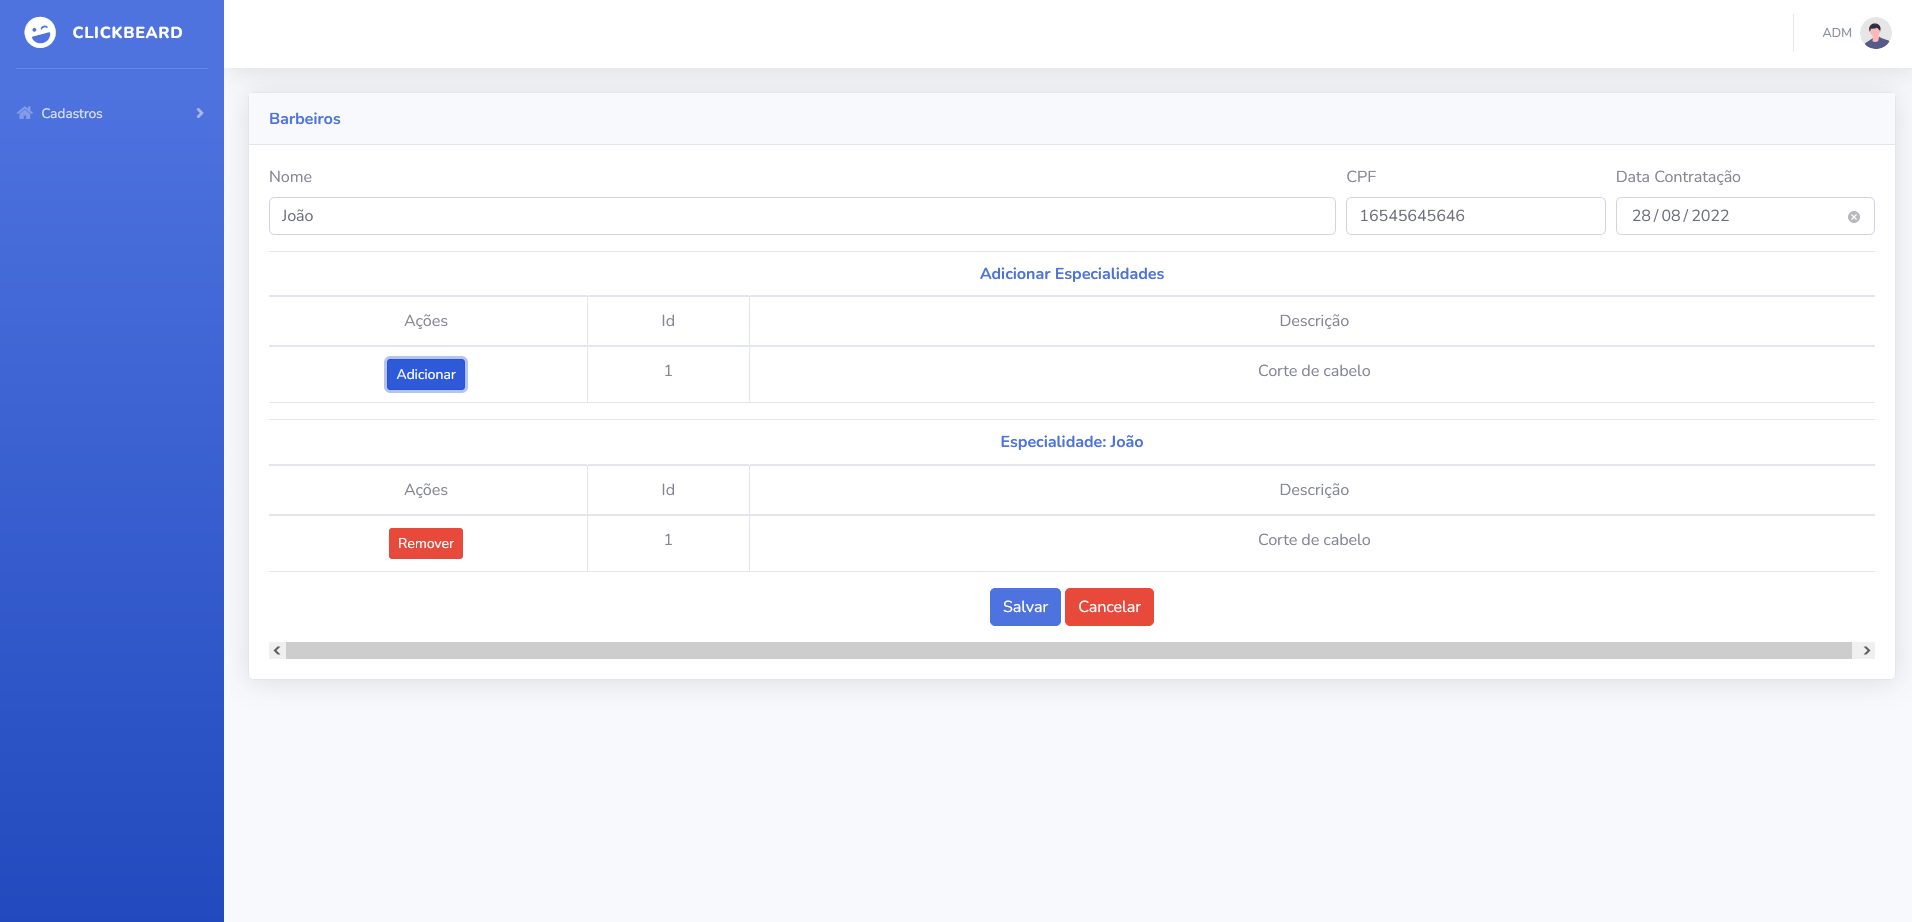 CLICKBEARD
ADM
Cadastros
Barbeiros
Nome CPF Data Contratação
João 16545645646 28/08/2022
Adicionar Especialidades
Ações Id Descrição
Adicionar 1 Corte de cabelo
Especialidade: João
Ações Id Descrição
Remover 1 Corte de cabelo
Salvar Cancelar